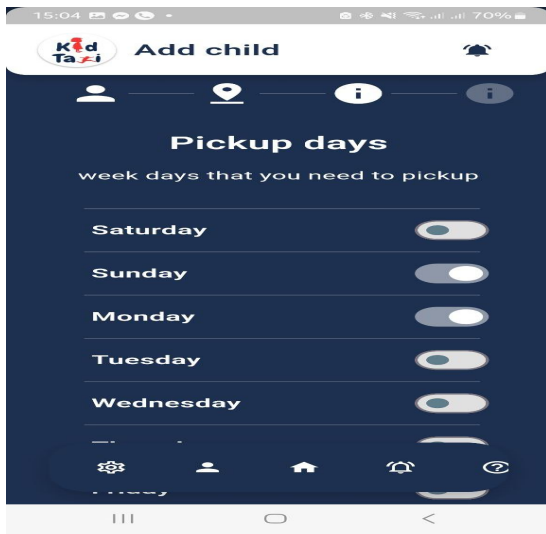 15:04
70%
Kid
Taxi
Add child
Pickup days
week days that you need to pickup
Saturday
Sunday
Monday
Tuesday
Wednesday
Friday